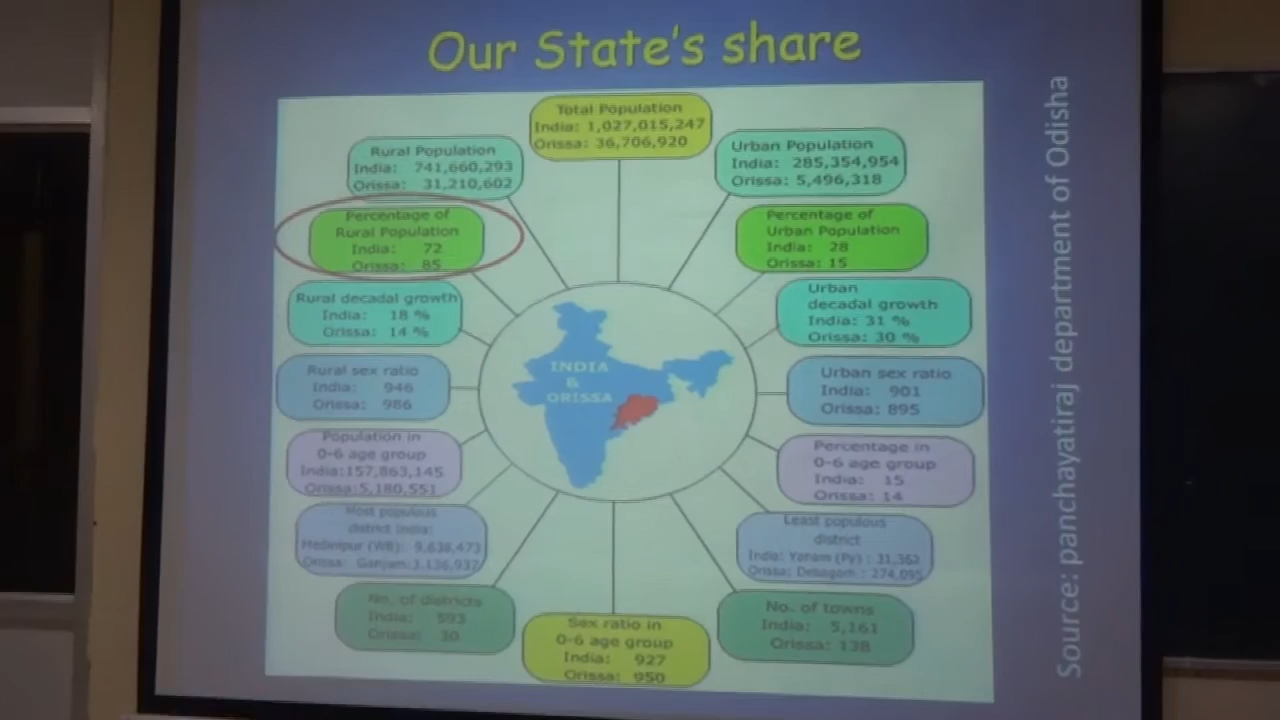 Our State's share
Total Population
India: 1,027,015,247
Orissa: 36,706,920
Rural Population
India: 741,660,293
Orissa: 31,210,602
Urban Population
India: 285,354,954
Orissa: 5,496,318
Percentage of
Rural Population
India: 72
Orissa: 85
Percentage of
Urban Population
India: 28
Orissa: 15
Rural decadal growth
India: 18 %
Orissa: 14 %
Urban
decadal growth
India: 31 %
Orissa: 30 %
INDIA
&
ORISSA
Rural sex ratio
India: 946
Orissa: 986
Urban sex ratio
India: 901
Orissa: 895
Population in
0-6 age group
India:157,863,145
Orissa:5,180,551
Percentage in
0-6 age group
India: 15
Orissa: 14
Most populous
district India:
Medinipur (WB): 9,638,473
Orissa: Ganjam:3,136,937
Least populous
district
India: Yanam (Py) : 31,362
Orissa: Debagarh : 274,095
No. of districts
India: 593
Orissa: 30
Sex ratio in
0-6 age group
India: 927
Orissa: 950
No. of towns
India: 5,161
Orissa: 138
Source: panchayatiraj department of Odisha